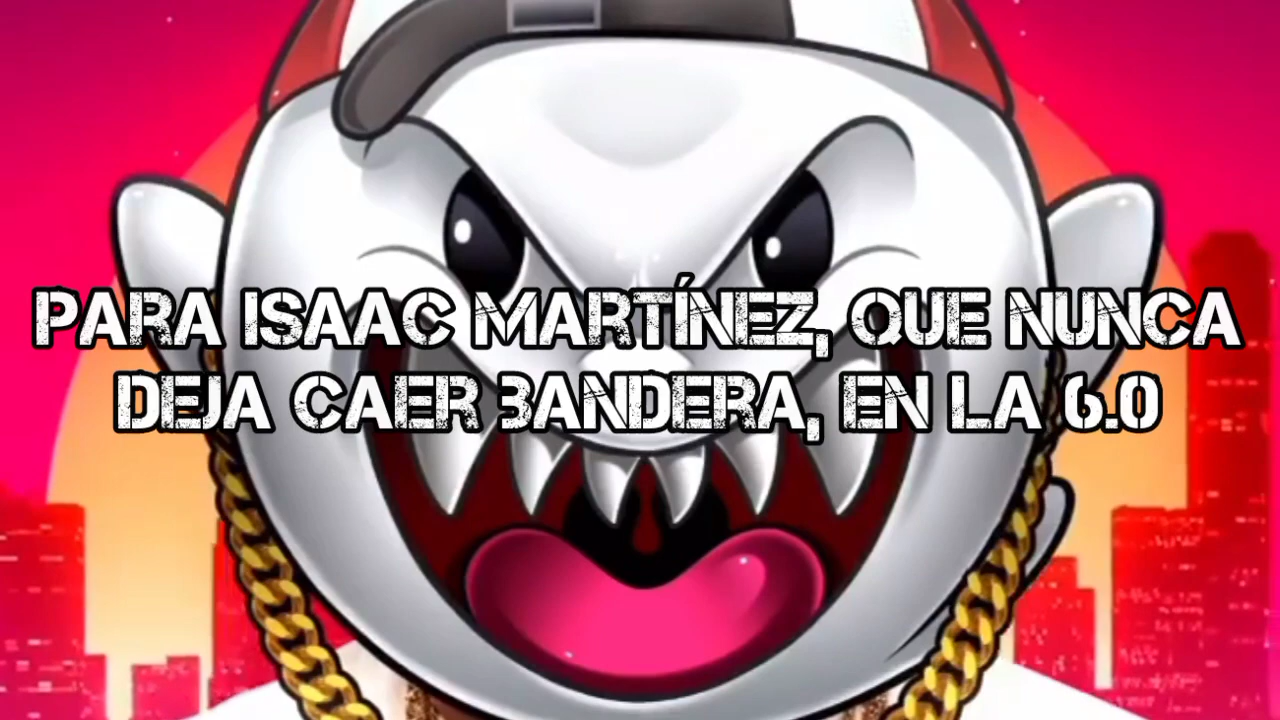 PARA ISAAC MARTÍNEZ, QUE NUNCA
DEJA CAER BANDERA, EN LA 6.0